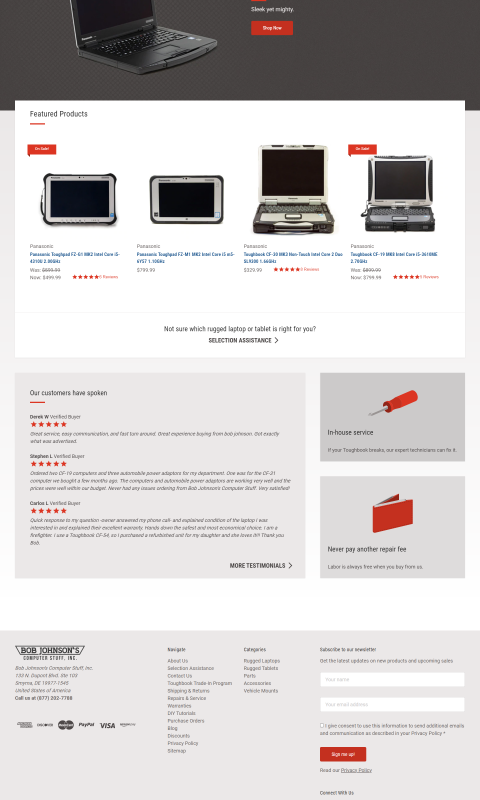 Sleek yet mighty.
Shop Now
Featured Products
On Sale!
On Sale!
Panasonic
Panasonic Toughpad FZ-G1 MK2 Intel Core i5-
4310U 2.00GHz
Was: $699.99
Now: $499.99
5 Reviews
Panasonic
Panasonic Toughpad FZ-M1 MK2 Intel Core i5 m5-
6Y57 1.10GHz
$799.99
Panasonic
Toughbook CF-30 MK3 Non-Touch Intel Core 2 Duo
SL9300 1.66GHz
$329.99
6 Reviews
Panasonic
Toughbook CF-19 MK8 Intel Core i5-3610ME
2.70GHz
Was: $899.99
Now: $799.99
5 Reviews
Not sure which rugged laptop or tablet is right for you?
SELECTION ASSISTANCE
Our customers have spoken
Derek W Verified Buyer
Great service, easy communication, and fast turn around. Great experience buying from bob johnson. Got exactly
what was advertised.
Stephen L Verified Buyer
Ordered two CF-19 computers and three automobile power adaptors for my department. One was for the CF-31
computer we bought a few months ago. The computers and automobile power adaptors are working very well and the
prices were well within our budget. Never had any issues ordering from Bob Johnson's Computer Stuff. Very satisfied!
Carlos L Verified Buyer
Quick response to my question -owner answered my phone call- and explained condition of the laptop I was
interested in and explained their excellent warranty. Hands down the safest and most economical choice. I am a
firefighter. I use a Toughbook CF-54, so I purchased a refurbished unit for my daughter and she loves it!!! Thank you
Bob.
MORE TESTIMONIALS
In-house service
If your Toughbook breaks, our expert technicians can fix it.
Never pay another repair fee
Labor is always free when you buy from us.
BOB JOHNSON'S
COMPUTER STUFF, INC.
Bob Johnson's Computer Stuff, Inc.
133 N. Dupont Blvd. Ste 103
Smyrna, DE 19977-1545
United States of America
Call us at (877) 202-7788
DISCOVER
MasterCard
PayPal
VISA
Navigate
About Us
Selection Assistance
Contact Us
Toughbook Trade-In Program
Shipping & Returns
Repairs & Service
Warranties
DIY Tutorials
Purchase Orders
Blog
Discounts
Privacy Policy
Sitemap
Categories
Rugged Laptops
Rugged Tablets
Parts
Accessories
Vehicle Mounts
Subscribe to our newsletter
Get the latest updates on new products and upcoming sales
Your name
Your email address
I give consent to use this information to send additional emails
and communication as described in your Privacy Policy *
Sign me up!
Read our Privacy Policy
Connect With Us